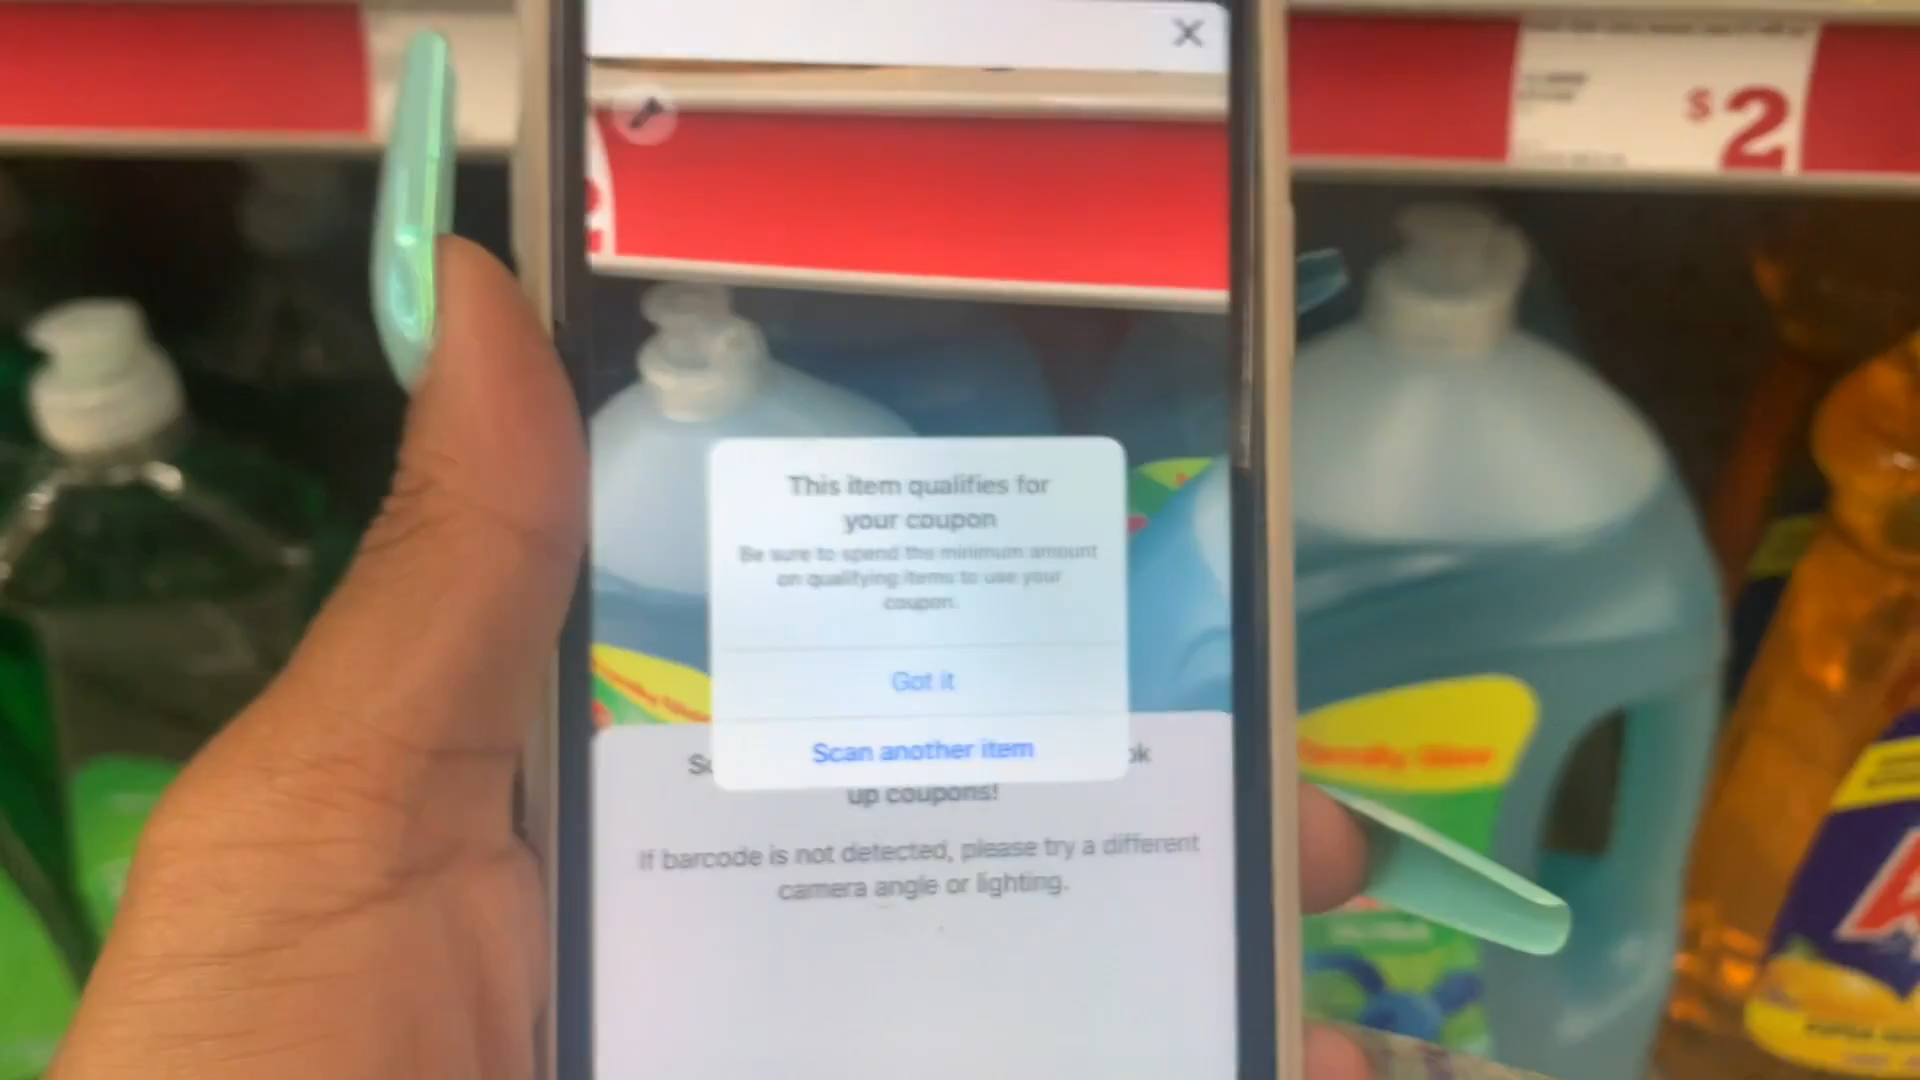 $2
This item qualifies for
your coupon
Be sure to spend the minimum amount
on qualifying items to use your
coupon.
Got it
Scan another item
up coupons!
If barcode is not detected, please try a different
camera angle or lighting.